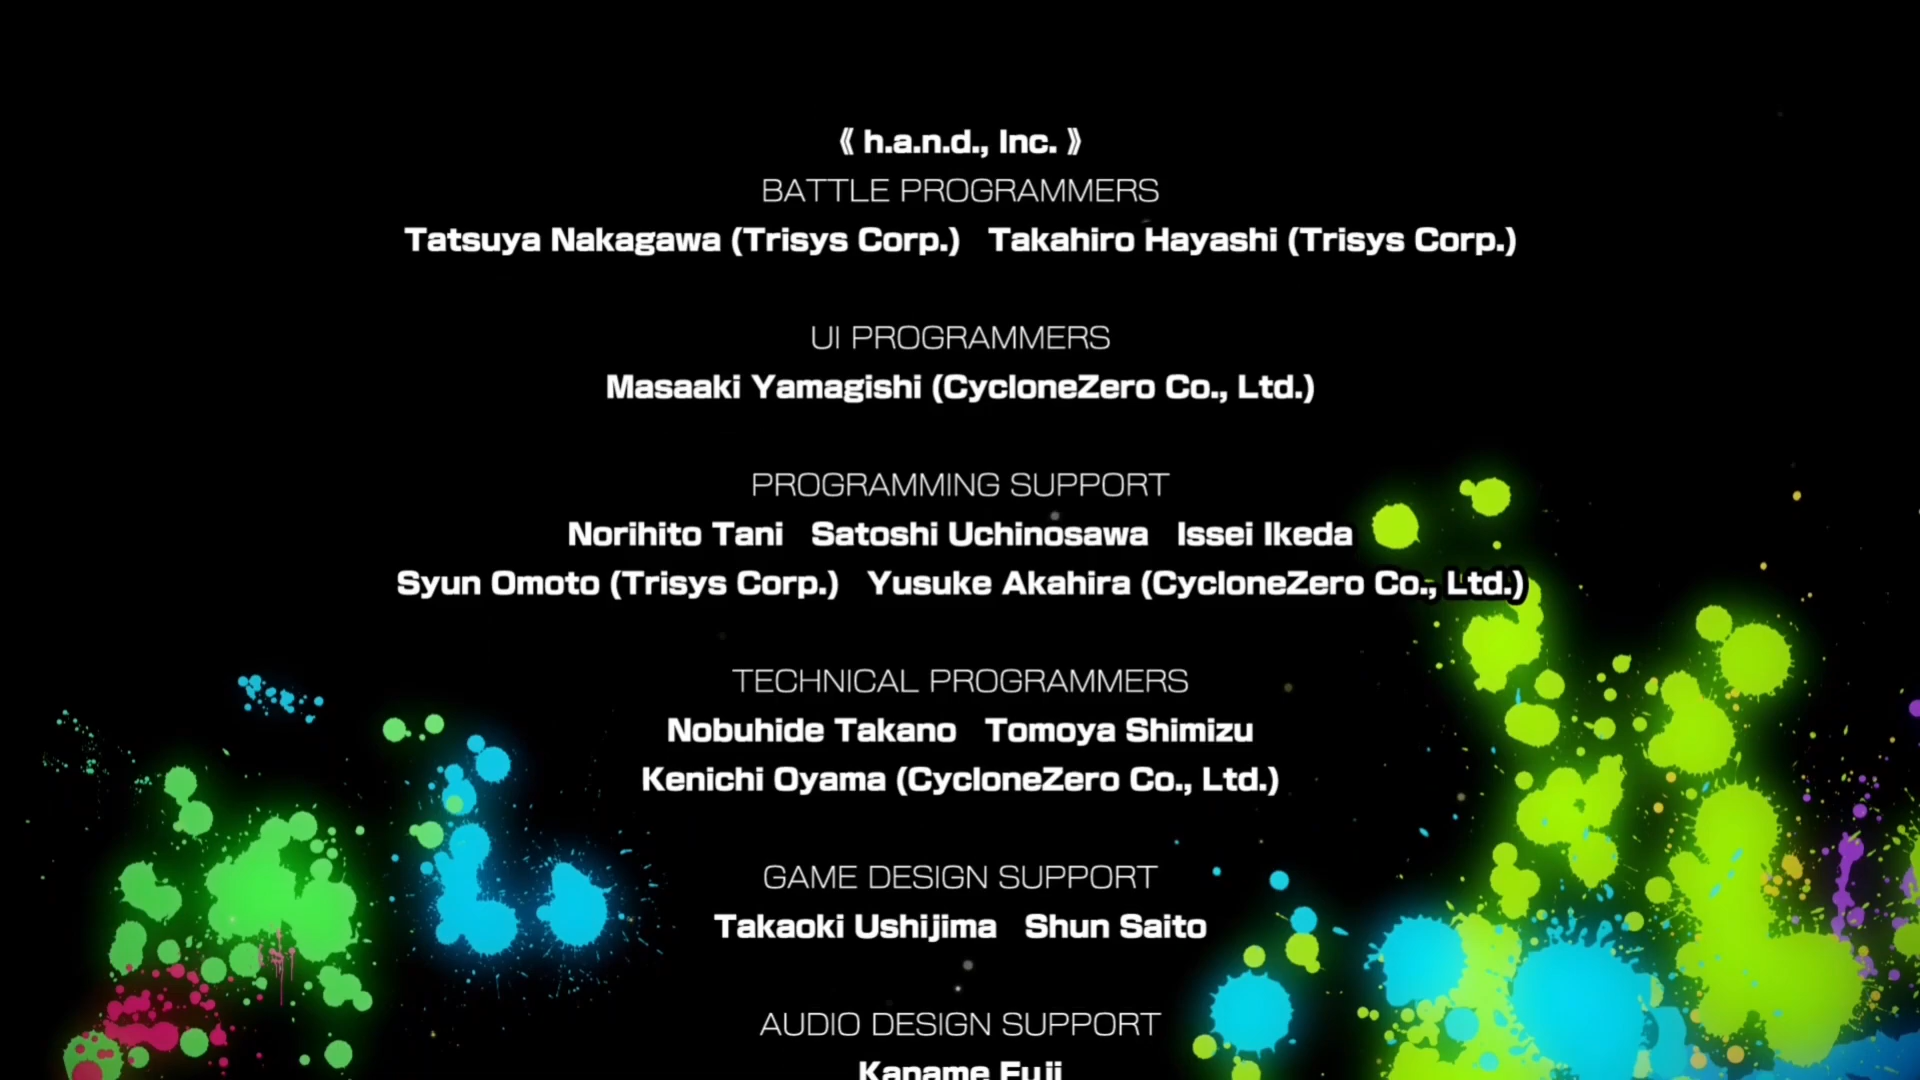 《 h.a.n.d., Inc. 》
BATTLE PROGRAMMERS
Tatsuya Nakagawa (Trisys Corp.) Takahiro Hayashi (Trisys Corp.)
UI PROGRAMMERS
Masaaki Yamagishi (CycloneZero Co., Ltd.)
PROGRAMMING SUPPORT
Norihito Tani Satoshi Uchinosawa Issei Ikeda
Syun Omoto (Trisys Corp.) Yusuke Akahira (CycloneZero Co., Ltd.)
TECHNICAL PROGRAMMERS
Nobuhide Takano Tomoya Shimizu
Kenichi Oyama (CycloneZero Co., Ltd.)
GAME DESIGN SUPPORT
Takaoki Ushijima Shun Saito
AUDIO DESIGN SUPPORT
Kaname Fuji